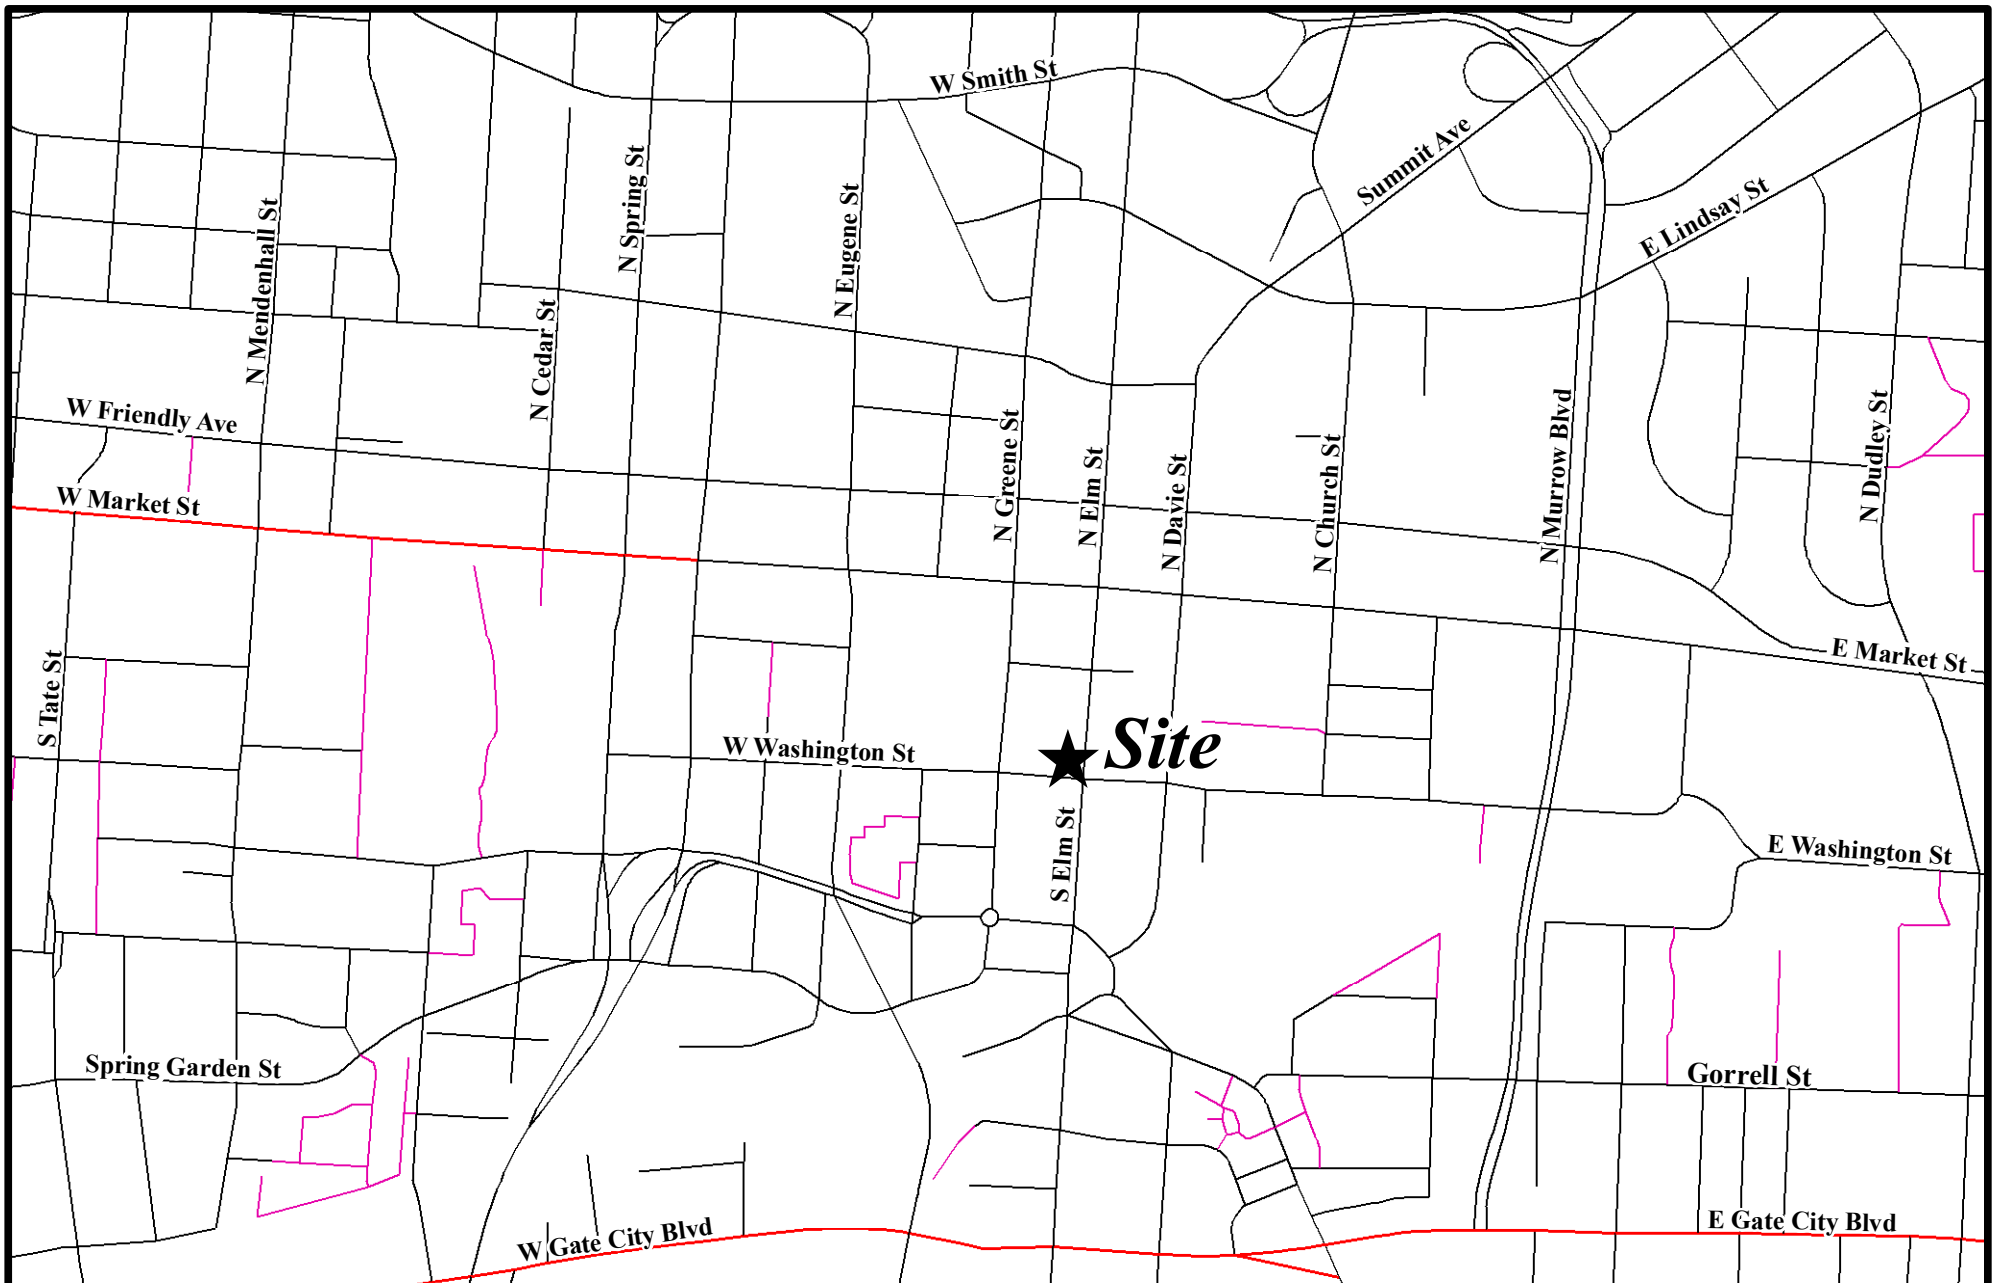 W Smith St
Summit Ave
N Spring St
E Lindsay St
N Mendenhall St
N Eugene St
N Cedar St
W Friendly Ave
N Greene St
N Elm St
N Davie St
N Church St
N Murrow Blvd
N Dudley St
W Market St
E Market St
S Tate St
W Washington St
Site
S Elm St
E Washington St
Spring Garden St
Gorrell St
W Gate City Blvd
E Gate City Blvd